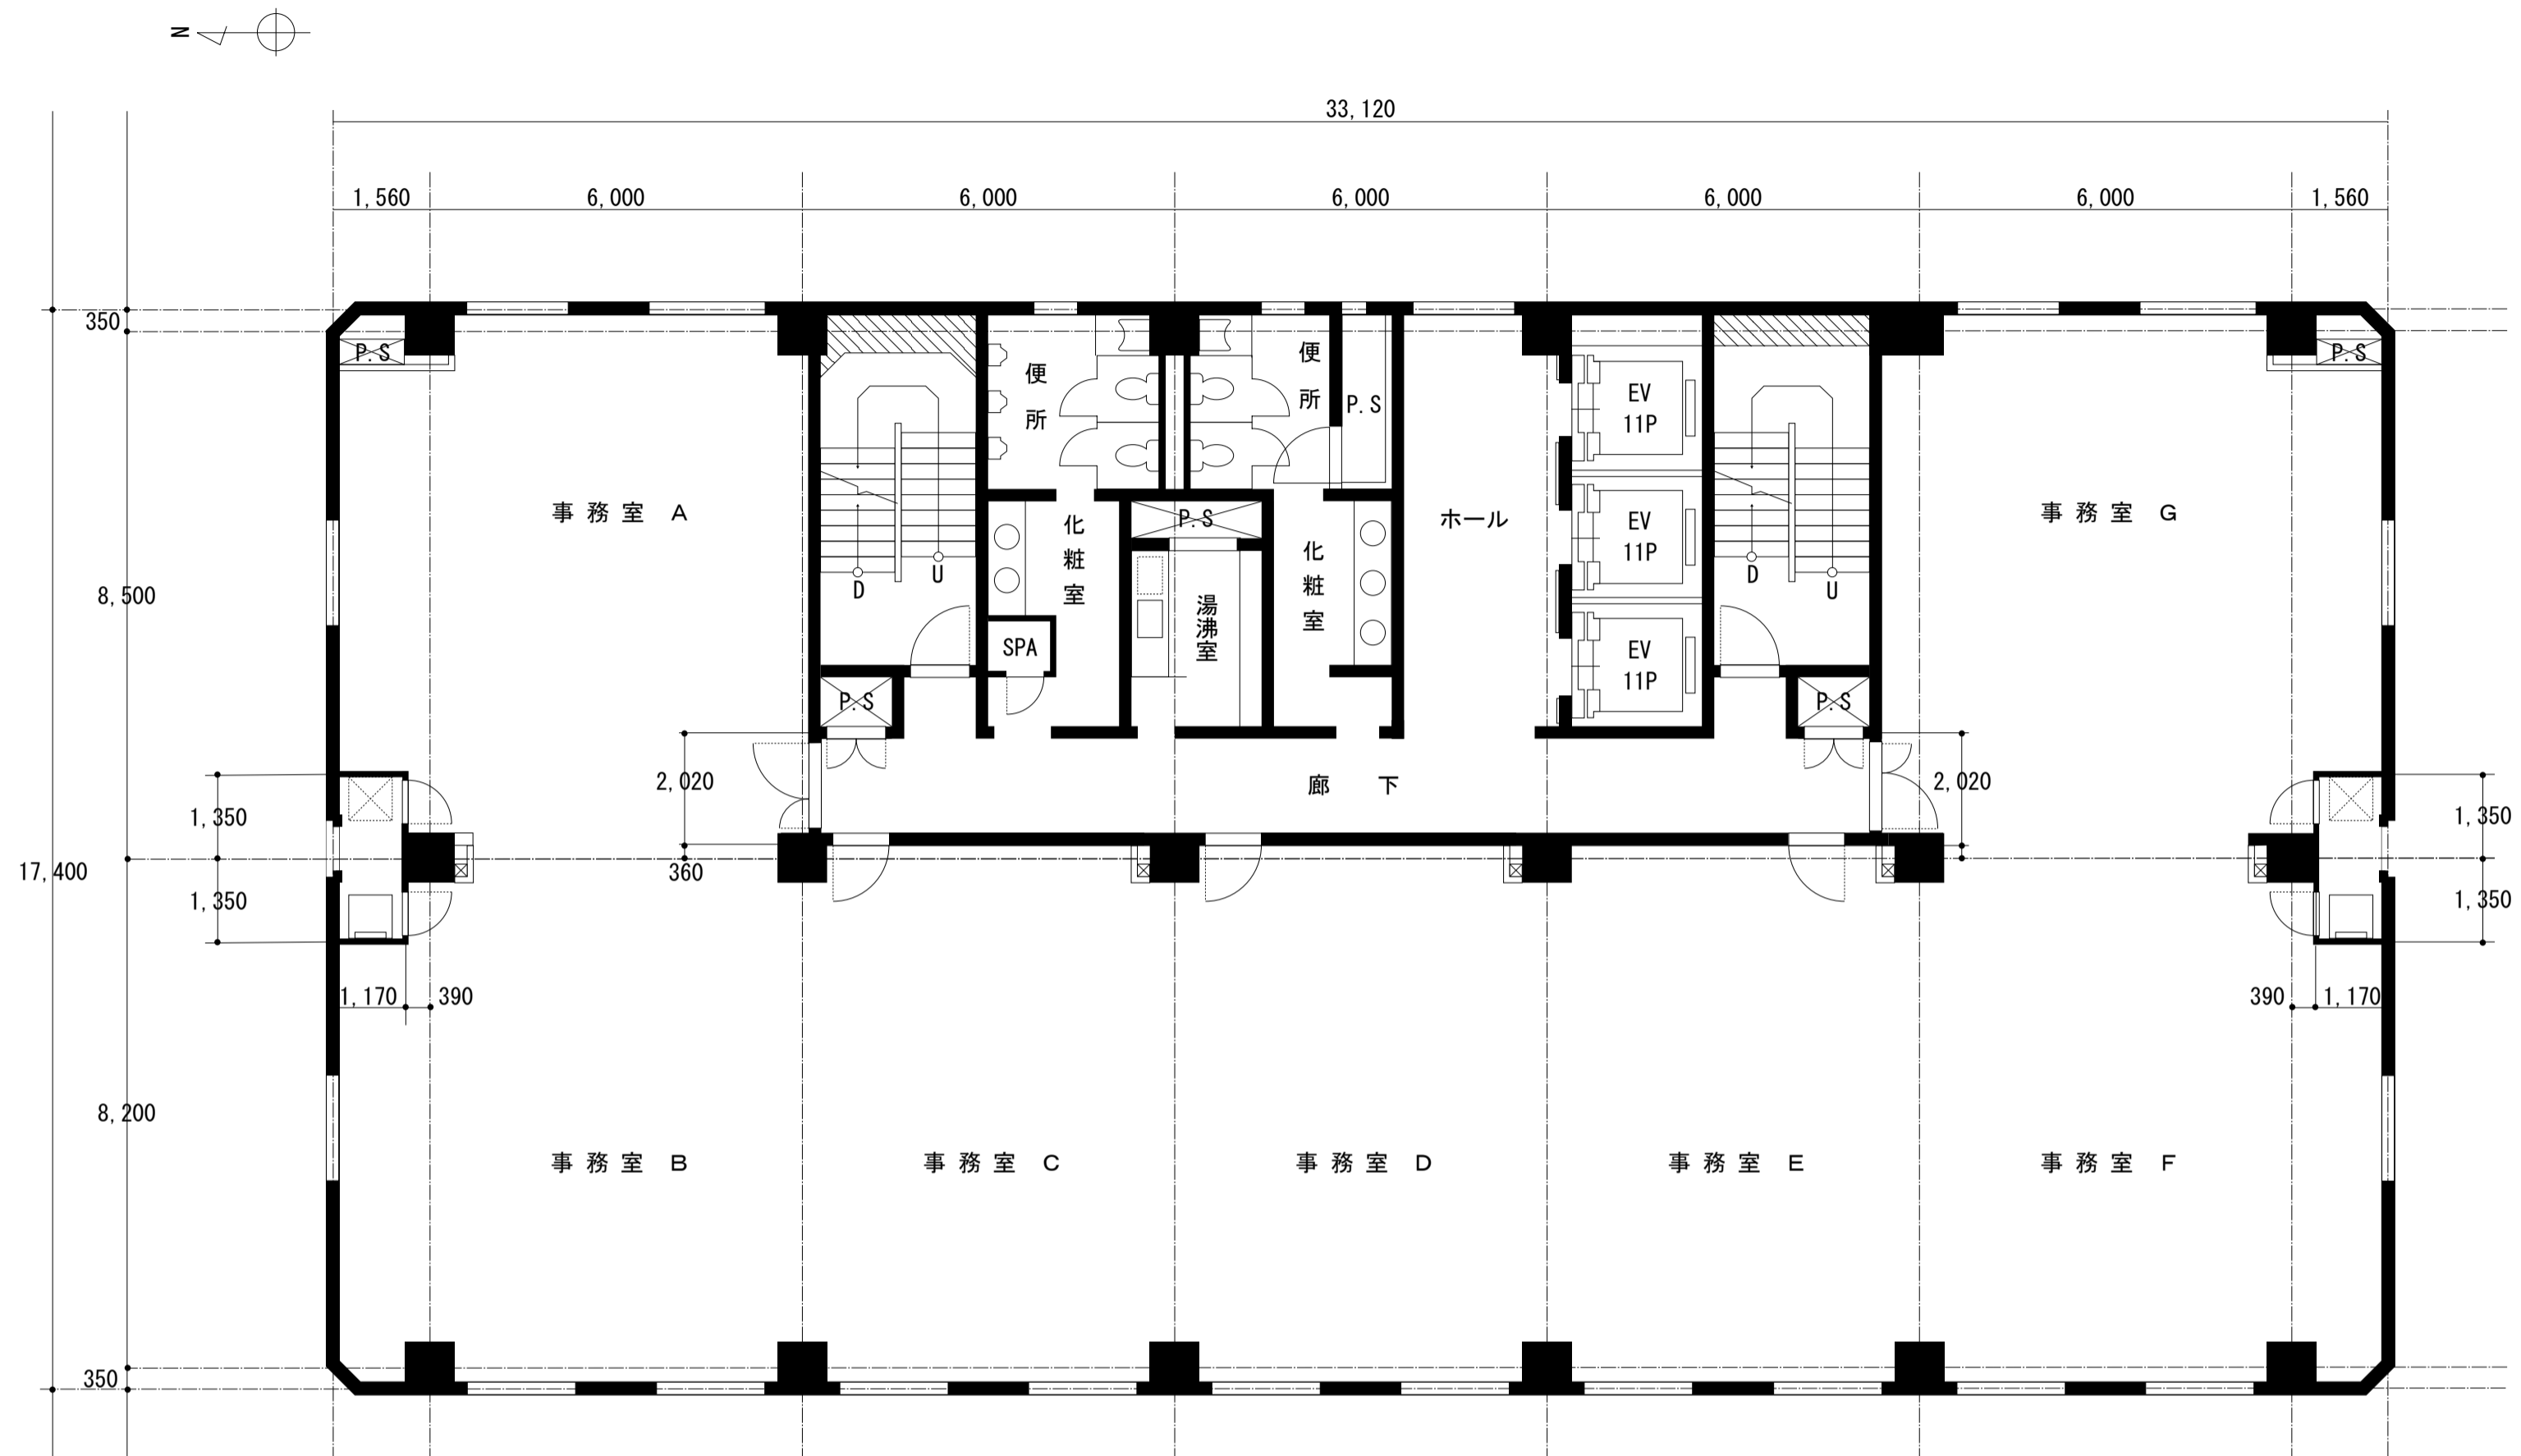 N
33,120
1,560
6,000
6,000
6,000
6,000
6,000
1,560
350
P.S
P.S
便所
便所
P.S
EV
11P
事務室 A
化粧室
P.S
化粧室
ホール
EV
11P
事務室 G
8,500
D
U
湯沸室
D
U
SPA
EV
11P
P.S
P.S
2,020
廊下
2,020
1,350
1,350
17,400
360
1,350
1,350
1,170
390
390
1,170
8,200
事務室 B
事務室 C
事務室 D
事務室 E
事務室 F
350